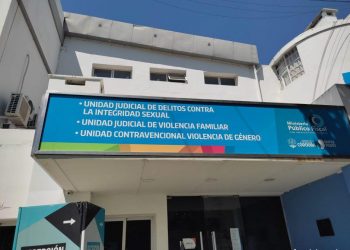 • UNIDAD JUDICIAL DE DELITOS CONTRA
LA INTEGRIDAD SEXUAL
• UNIDAD JUDICIAL DE VIOLENCIA FAMILIAR
• UNIDAD CONTRAVENCIONAL VIOLENCIA DE GÉNERO
Ministerio
Público Fiscal
CÓRDOBA